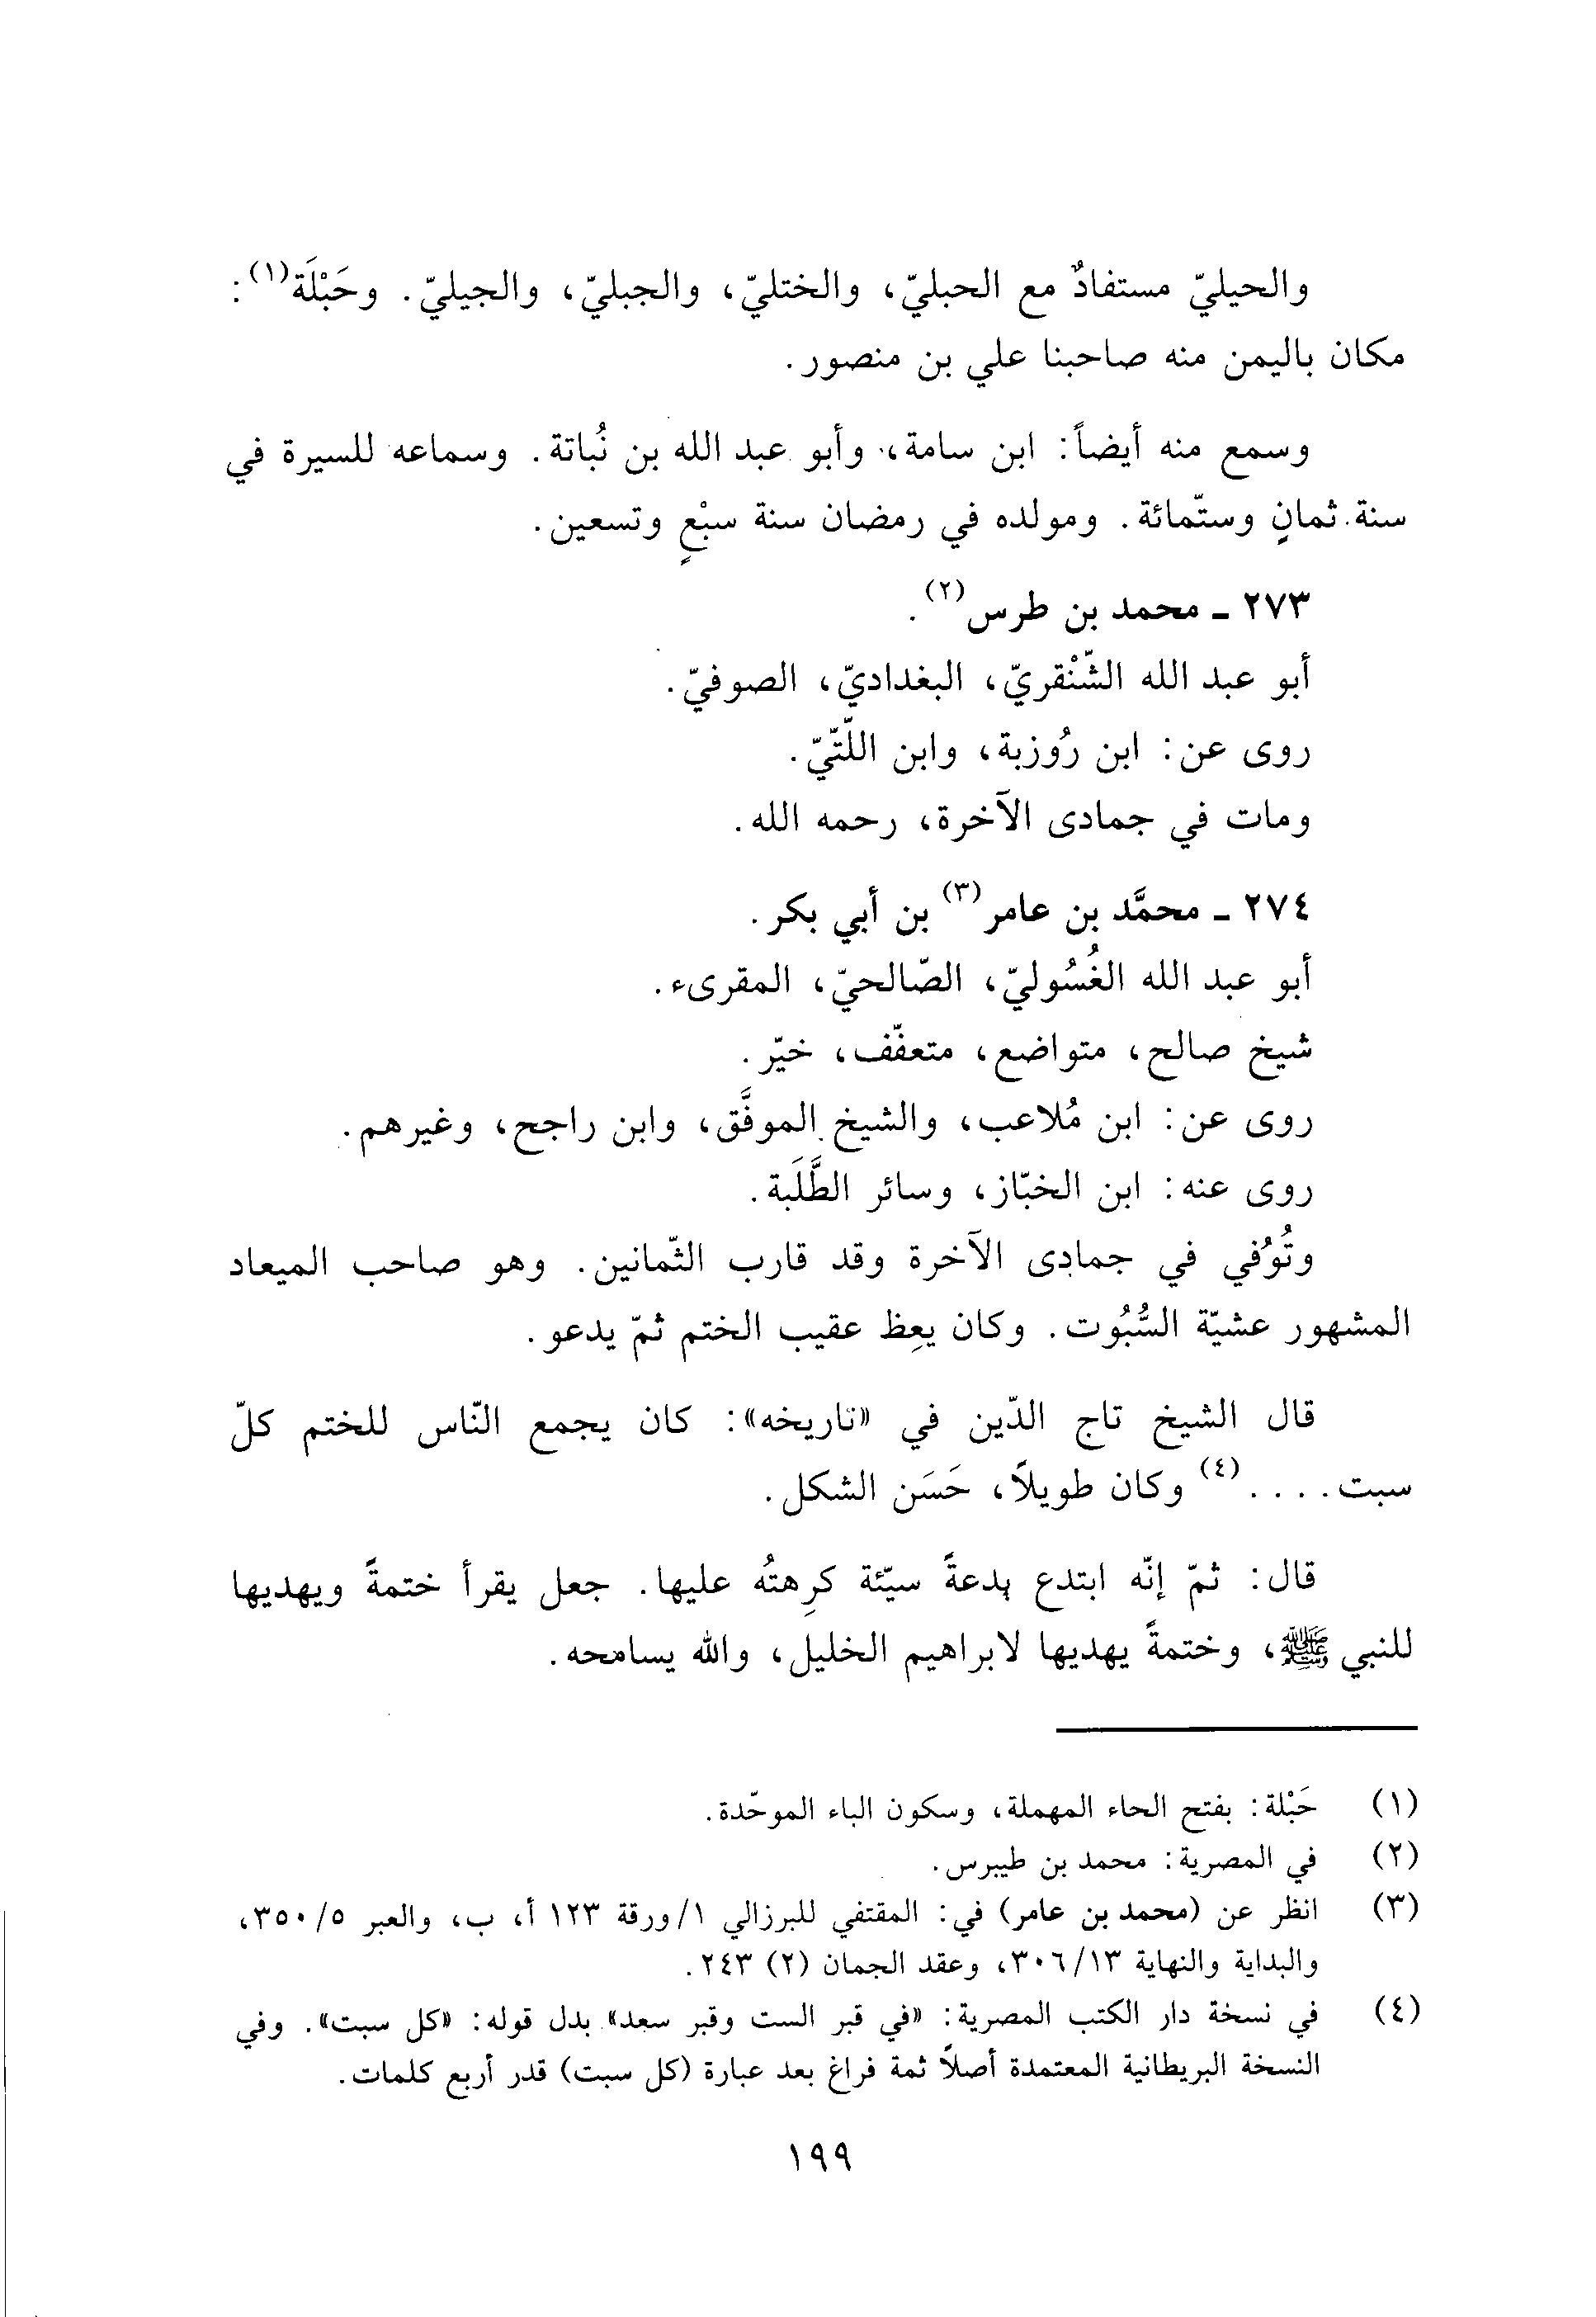 والحيليّ مستفادٌ مع الحبليّ، والختليّ، والجبليّ، والجيليّ. وحَبْلَة(١):
مكان باليمن منه صاحبنا علي بن منصور.
وسمع منه أيضاً: ابن سامة، وأبو عبد الله بن نُباتة. وسماعه للسيرة في
سنة ثمانٍ وستّمائة. ومولده في رمضان سنة سبْعٍ وتسعين.
٢٧٣ ـ محمد بن طرس(٢).
أبو عبد الله الشّنْقريّ، البغداديّ، الصوفيّ.
روى عن: ابن رُوزبة، وابن اللّتّيّ.
ومات في جمادى الآخرة، رحمه الله.
٢٧٤ ـ محمَّد بن عامر(٣) بن أبي بكر.
أبو عبد الله الغُسُوليّ، الصّالحيّ، المقرىء.
شيخ صالح، متواضع، متعفّف، خيّر.
روى عن: ابن مُلاعب، والشيخ الموفَّق، وابن راجح، وغيرهم.
روى عنه: ابن الخبّاز، وسائر الطَّلَبة.
وتُوُفي في جمادى الآخرة وقد قارب الثّمانين. وهو صاحب الميعاد
المشهور عشيّة السُّبُوت. وكان يعِظ عقيب الختم ثمّ يدعو.
قال الشيخ تاج الدّين في «تاريخه»: كان يجمع النّاس للختم كلّ
سبت. . . . (٤) وكان طويلاً، حَسَن الشكل.
قال: ثمّ إنّه ابتدع بدعةً سيّئة كرِهتُه عليها. جعل يقرأ ختمةً ويهديها
للنبي ﷺ، وختمةً يهديها لابراهيم الخليل، والله يسامحه.
(١) حَبْلة: بفتح الحاء المهملة، وسكون الباء الموحّدة.
(٢) في المصرية: محمد بن طيبرس.
(٣) انظر عن (محمد بن عامر) في: المقتفي للبرزالي ١/ورقة ١٢٣ أ، ب، والعبر ٥/٣٥٠،
والبداية والنهاية ١٣/٣٠٦، وعقد الجمان (٢) ٢٤٣.
(٤) في نسخة دار الكتب المصرية: «في قبر الست وقبر سعد» بدل قوله: «كل سبت». وفي
النسخة البريطانية المعتمدة أصلاً ثمة فراغ بعد عبارة (كل سبت) قدر أربع كلمات.
١٩٩